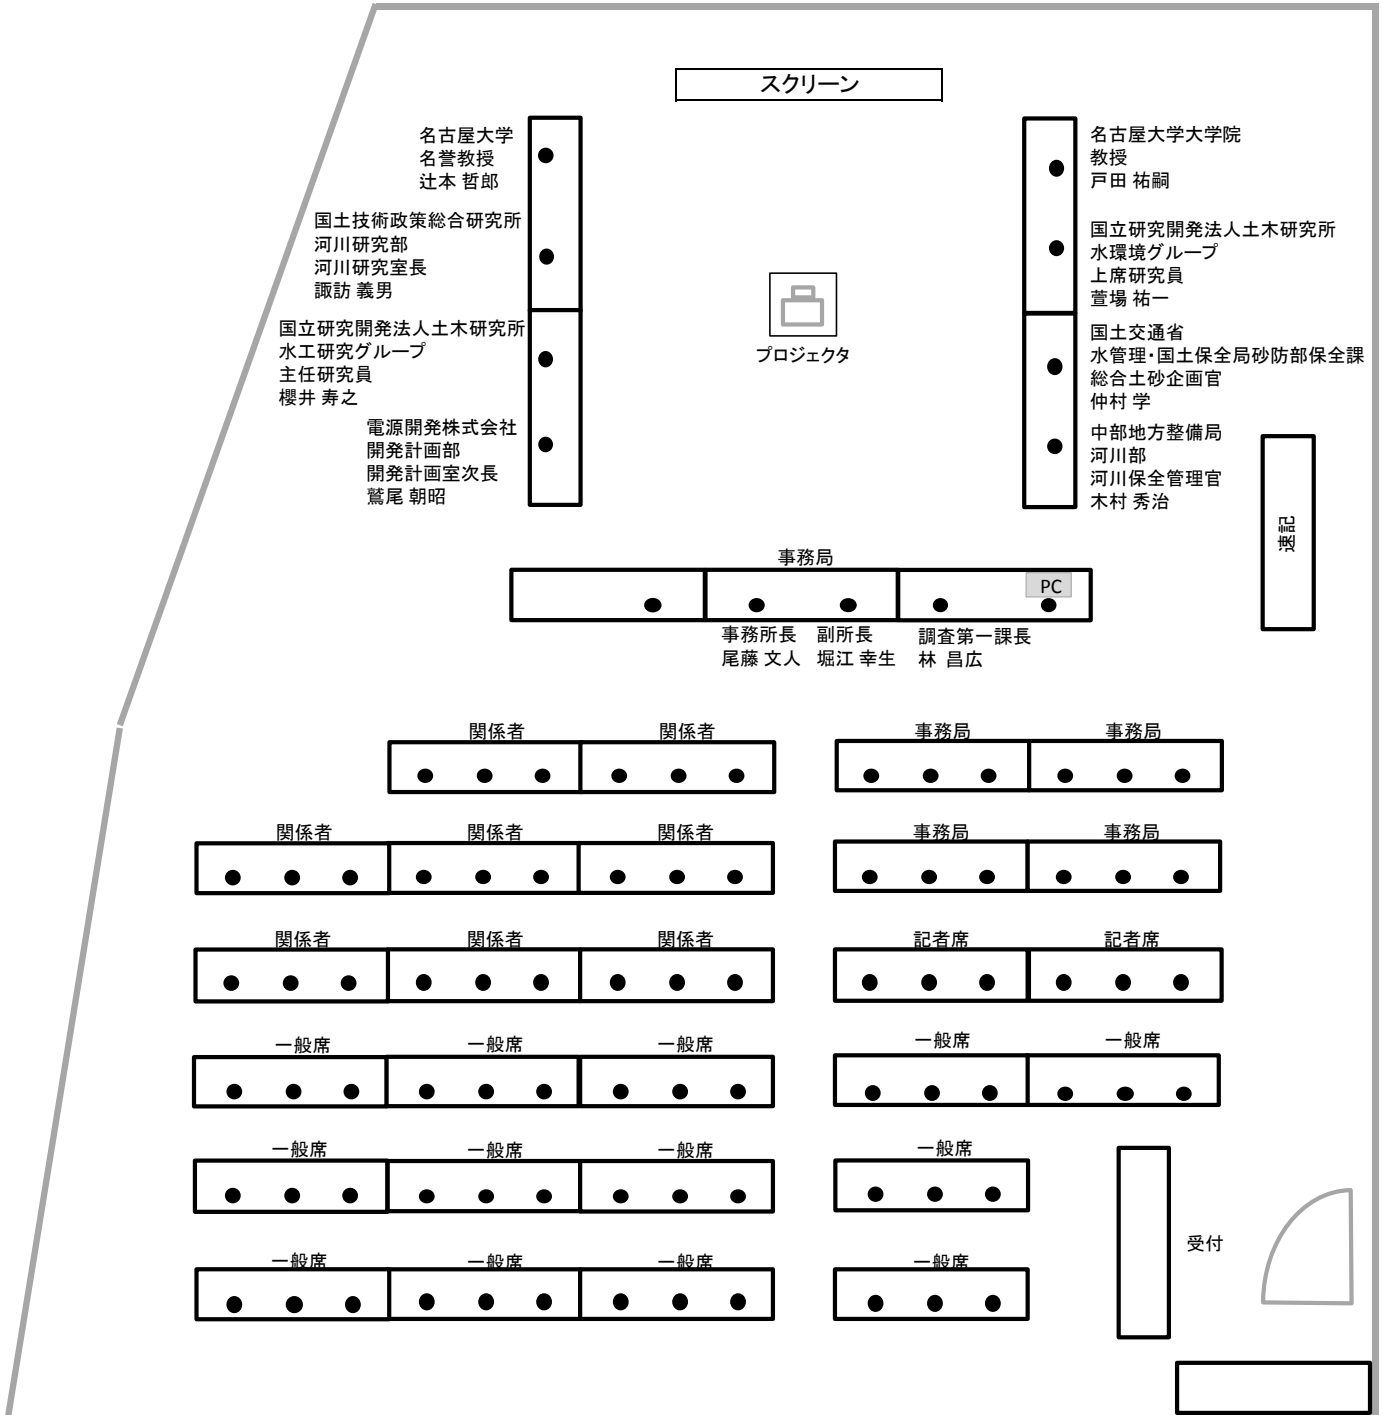 スクリーン
名古屋大学
名誉教授
辻本 哲郎
国土技術政策総合研究所
河川研究部
河川研究室長
諏訪 義男
国立研究開発法人土木研究所
水工研究グループ
主任研究員
櫻井 寿之
電源開発株式会社
開発計画部
開発計画室次長
鷲尾 朝昭
プロジェクタ
名古屋大学大学院
教授
戸田 祐嗣
国立研究開発法人土木研究所
水環境グループ
上席研究員
萱場 祐一
国土交通省
水管理・国土保全局砂防部保全課
総合土砂企画官
仲村 学
中部地方整備局
河川部
河川保全管理官
木村 秀治
速記
事務局
PC
事務所長 副所長 調査第一課長
尾藤 文人 堀江 幸生 林 昌広
関係者 関係者 事務局 事務局
関係者 関係者 関係者 事務局 事務局
関係者 関係者 関係者 記者席 記者席
一般席 一般席 一般席 一般席 一般席
一般席 一般席 一般席 一般席
受付
一般席 一般席 一般席 一般席